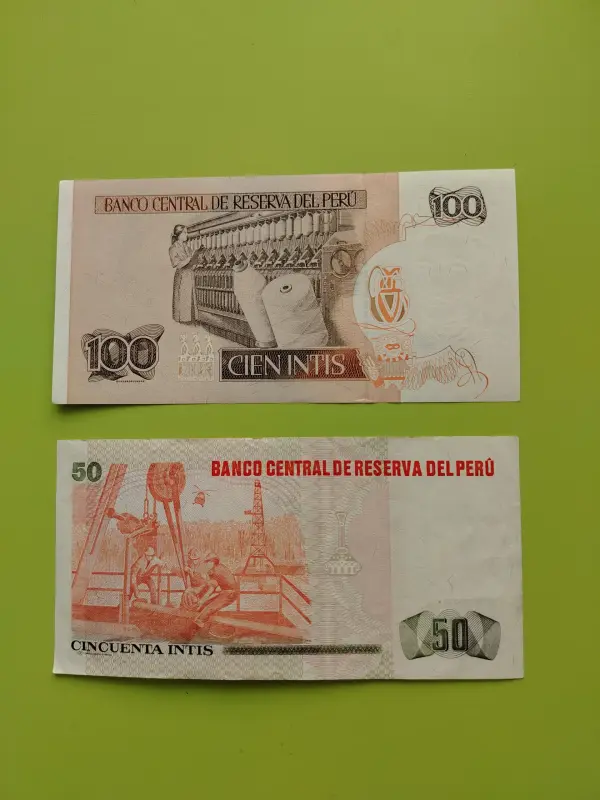 BANCO CENTRAL DE RESERVA DEL PERÚ
100
100
CIEN INTIS
50
BANCO CENTRAL DE RESERVA DEL PERÚ
CINCUENTA INTIS
50